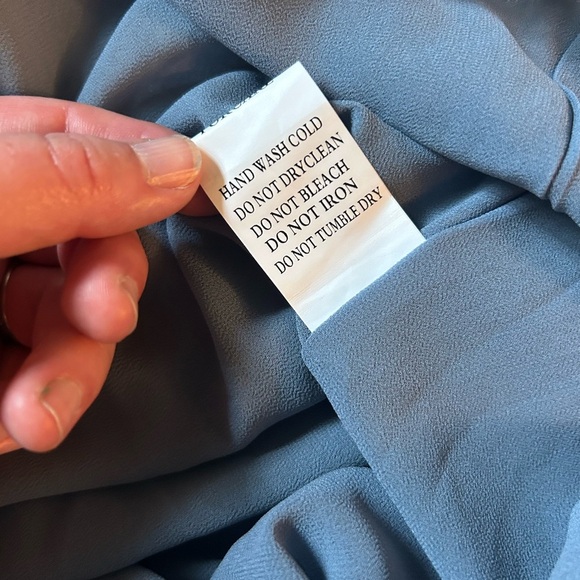 HAND WASH COLD
DO NOT DRYCLEAN
DO NOT BLEACH
DO NOT IRON
DO NOT TUMBLE DRY